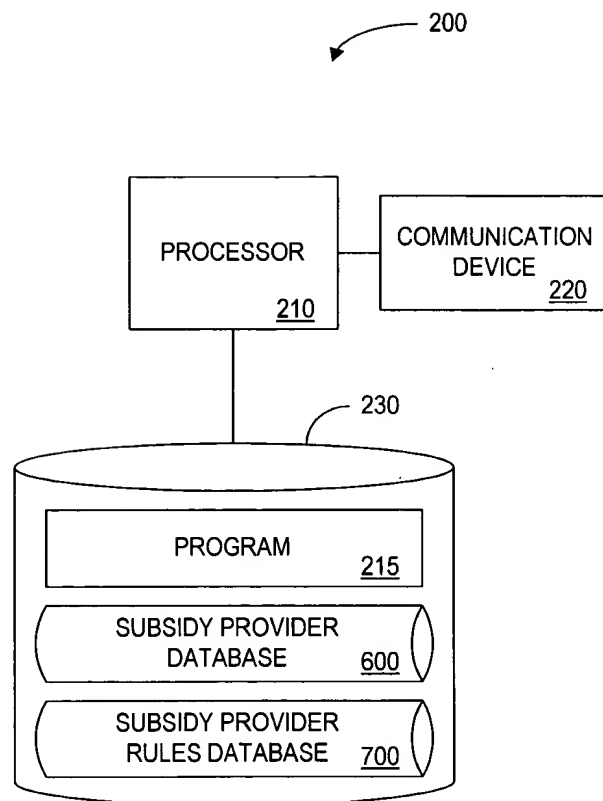 200
PROCESSOR
210
COMMUNICATION
DEVICE
220
230
PROGRAM
215
SUBSIDY PROVIDER
DATABASE
600
SUBSIDY PROVIDER
RULES DATABASE
700